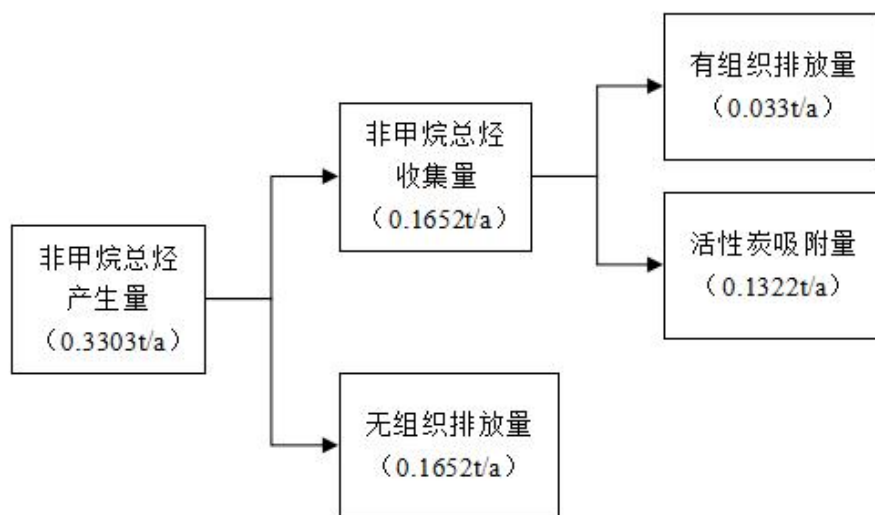 非甲烷总烃
产生量
（0.3303t/a）
非甲烷总烃
收集量
（0.1652t/a）
无组织排放量
（0.1652t/a）
有组织排放量
（0.033t/a）
活性炭吸附量
（0.1322t/a）